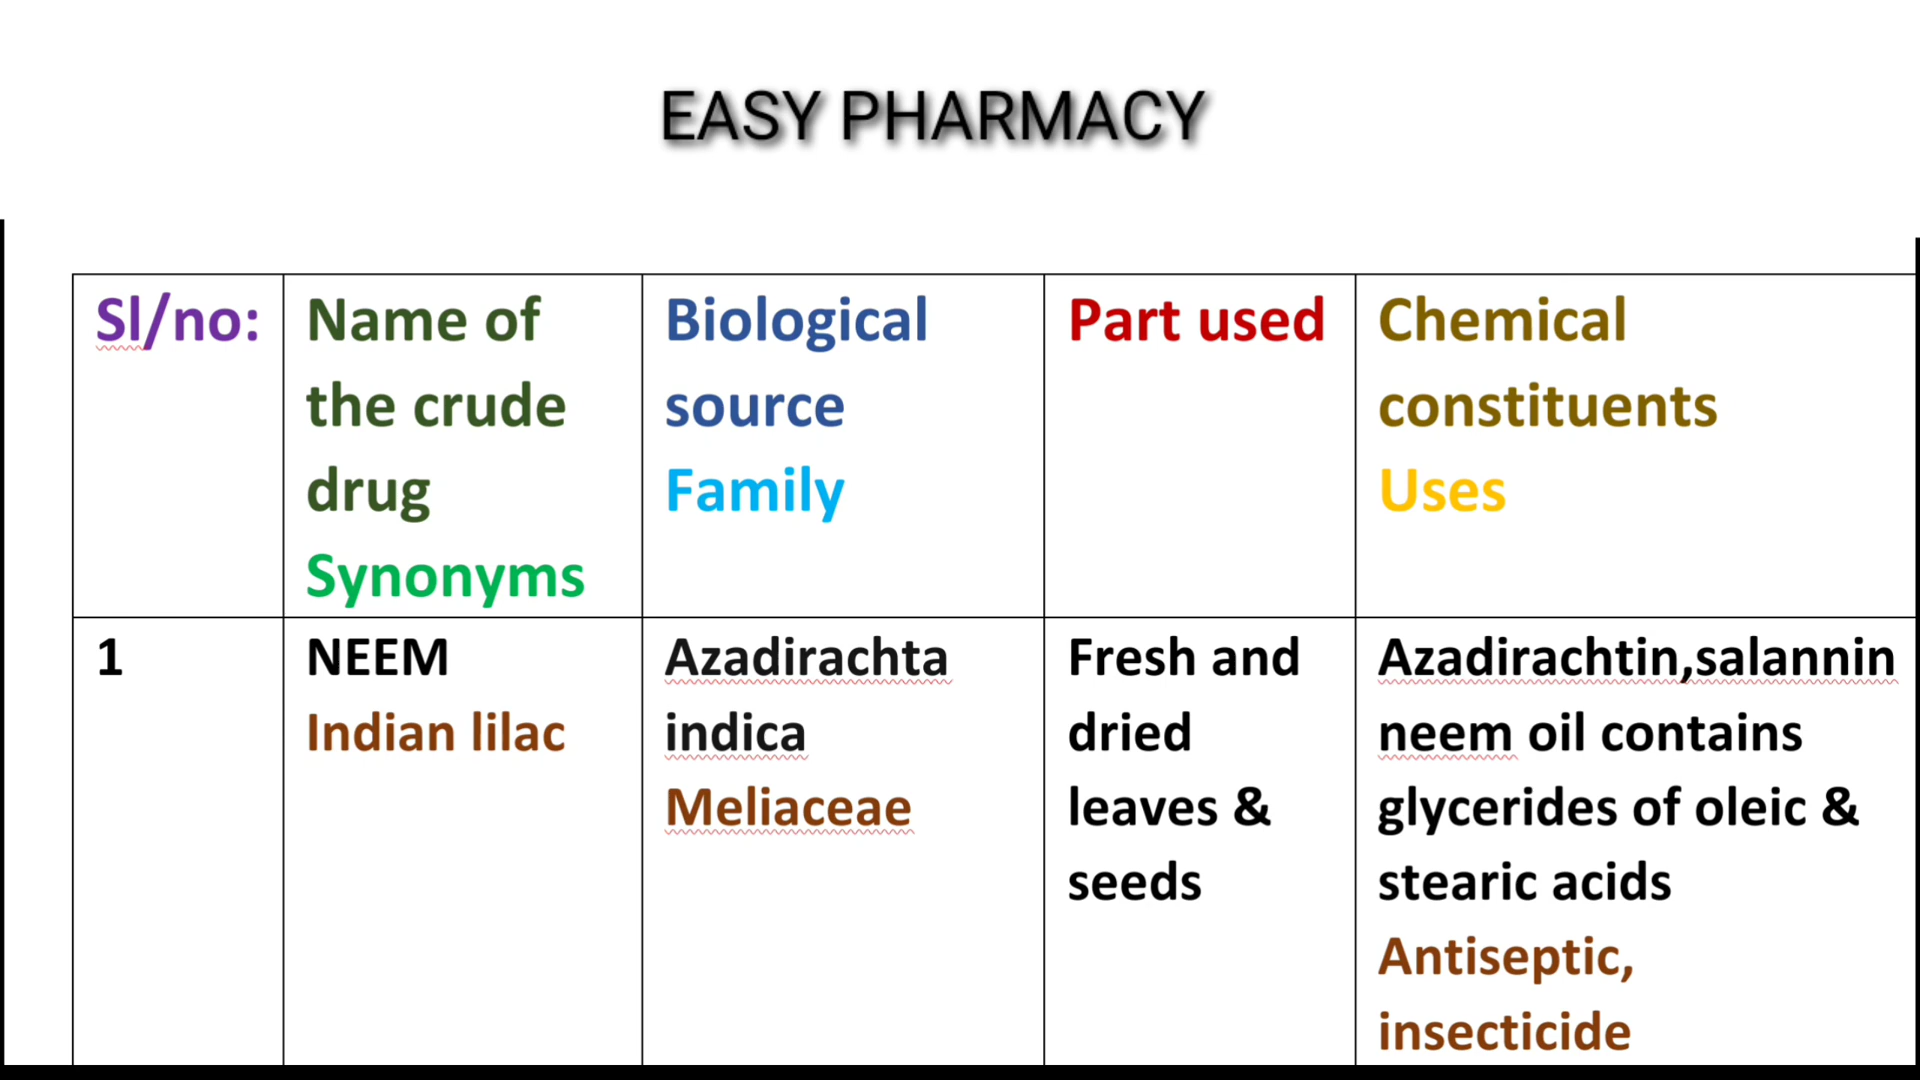 EASY PHARMACY
Sl/no:
Name of
the crude
drug
Synonyms
Biological
source
Family
Part used
Chemical
constituents
Uses
1
NEEM
Indian lilac
Azadirachta
indica
Meliaceae
Fresh and
dried
leaves &
seeds
Azadirachtin,salannin
neem oil contains
glycerides of oleic &
stearic acids
Antiseptic,
insecticide